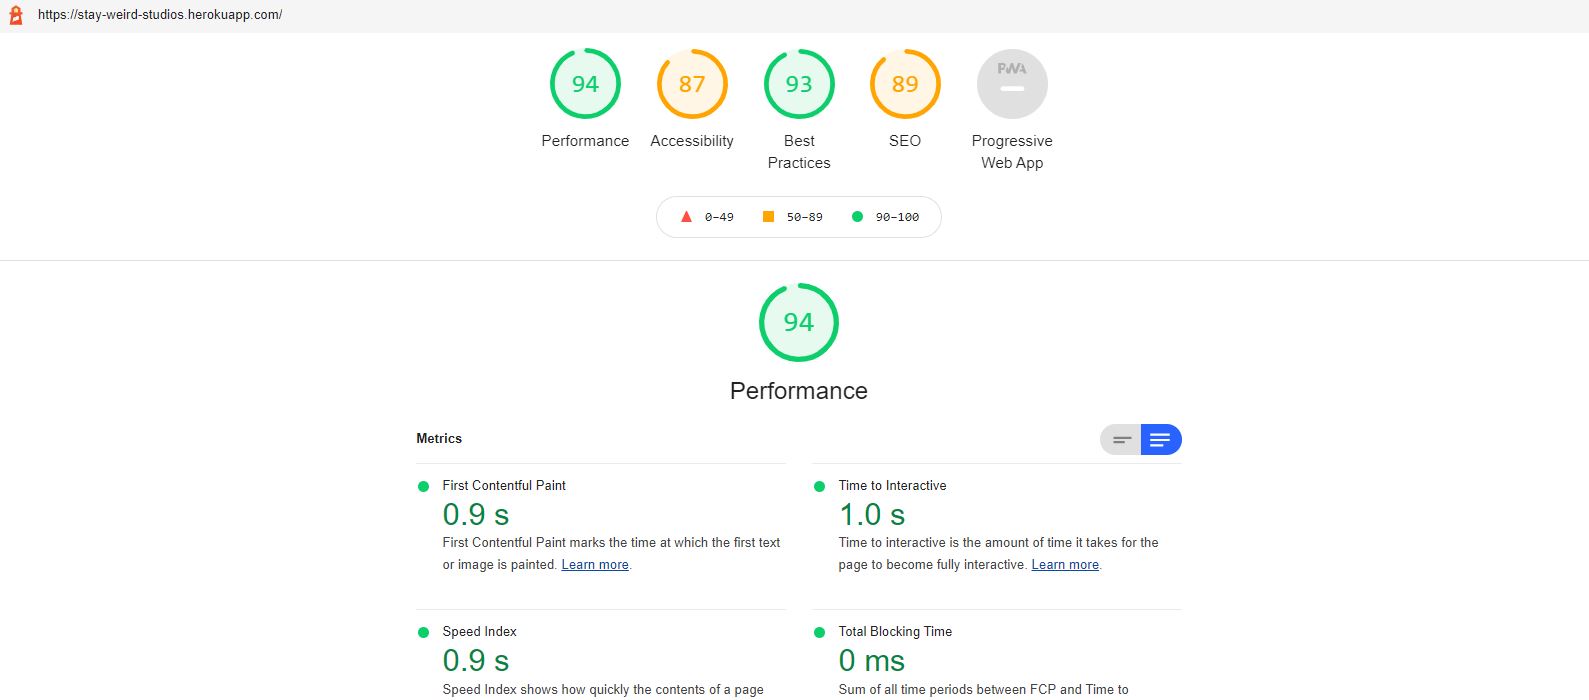 https://stay-weird-studios.herokuapp.com/
94 87 93 89 PWA
Performance Accessibility Best Practices SEO Progressive Web App
0–49 50–89 90–100
94
Performance
Metrics
First Contentful Paint
0.9 s
First Contentful Paint marks the time at which the first text
or image is painted. Learn more.
Time to Interactive
1.0 s
Time to interactive is the amount of time it takes for the
page to become fully interactive. Learn more.
Speed Index
0.9 s
Speed Index shows how quickly the contents of a page
Total Blocking Time
0 ms
Sum of all time periods between FCP and Time to